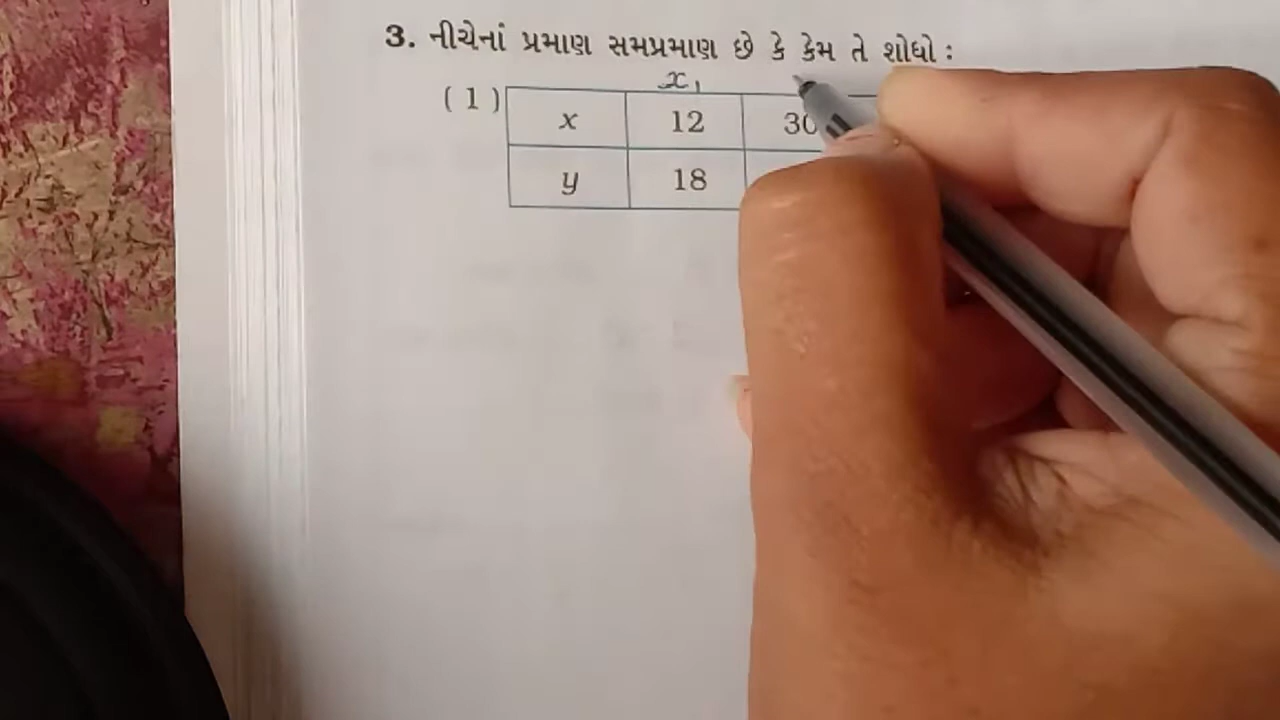 3. નીચેનાં પ્રમાણ સમપ્રમાણ છે કે કેમ તે શોધો :
x₁
(1) x 12 30
y 18